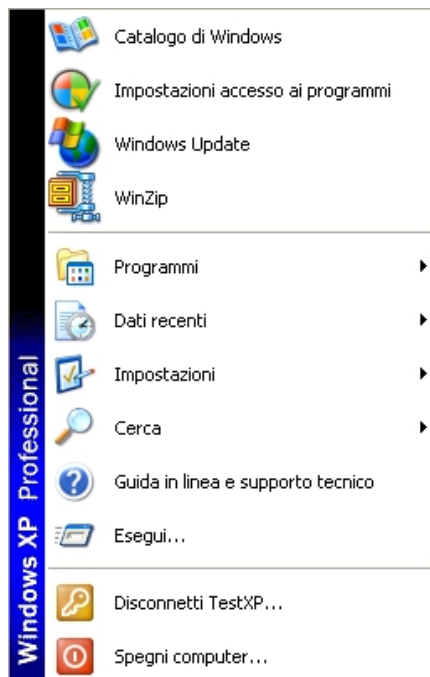 Catalogo di Windows
Impostazioni accesso ai programmi
Windows Update
WinZip
Programmi
Dati recenti
Impostazioni
Cerca
Guida in linea e supporto tecnico
Esegui...
Disconnetti TestXP...
Spegni computer...
Windows XP Professional